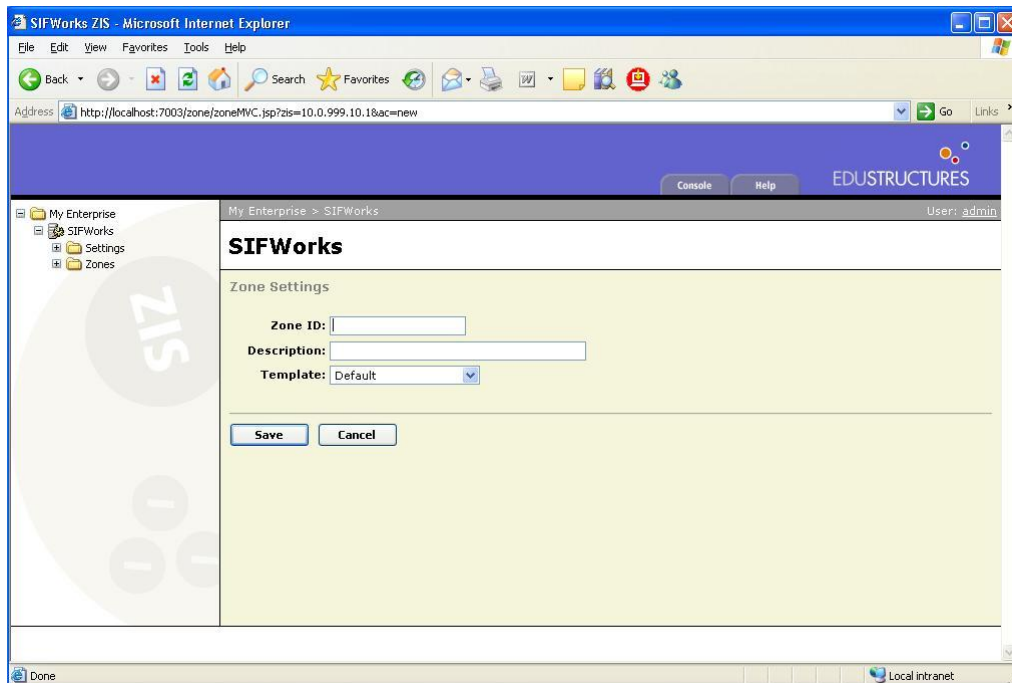 SIFWorks ZIS - Microsoft Internet Explorer
File Edit View Favorites Tools Help
Back Search Favorites W
Address http://localhost:7003/zone/zoneMVC.jsp?zis=10.0.999.10.1&ac=new Go Links
Console Help EDUSTRUCTURES
My Enterprise
SIFWorks
Settings
Zones
ZIS
My Enterprise > SIFWorks User: admin
SIFWorks
Zone Settings
Zone ID:
Description:
Template: Default
Save Cancel
Done Local intranet